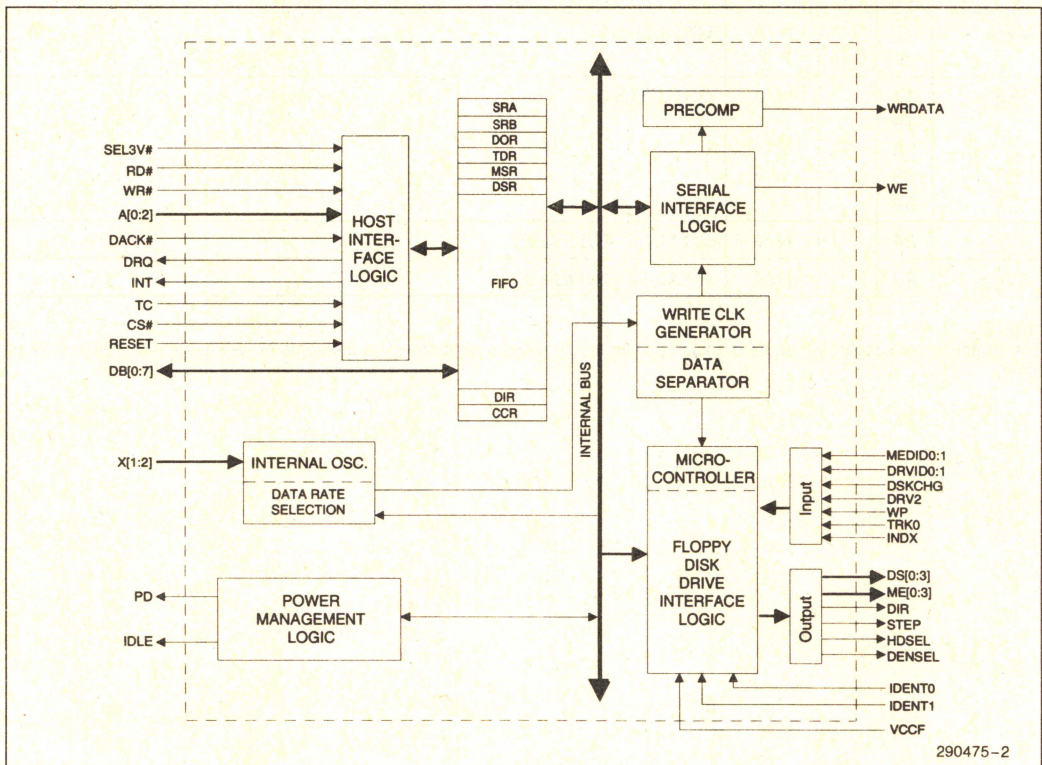 SEL3V#
RD#
WR#
A[0:2]
DACK#
DRQ
INT
TC
CS#
RESET
DB[0:7]
HOST
INTER-
FACE
LOGIC
SRA
SRB
DOR
TDR
MSR
DSR
FIFO
DIR
CCR
X[1:2]
INTERNAL OSC.
DATA RATE
SELECTION
PD
IDLE
POWER
MANAGEMENT
LOGIC
INTERNAL BUS
PRECOMP
WRDATA
SERIAL
INTERFACE
LOGIC
WE
WRITE CLK
GENERATOR
DATA
SEPARATOR
MICRO-
CONTROLLER
FLOPPY
DISK
DRIVE
INTERFACE
LOGIC
Input
MEDID0:1
DRVID0:1
DSKCHG
DRV2
WP
TRK0
INDX
Output
DS[0:3]
ME[0:3]
DIR
STEP
HDSEL
DENSEL
IDENT0
IDENT1
VCCF
290475-2